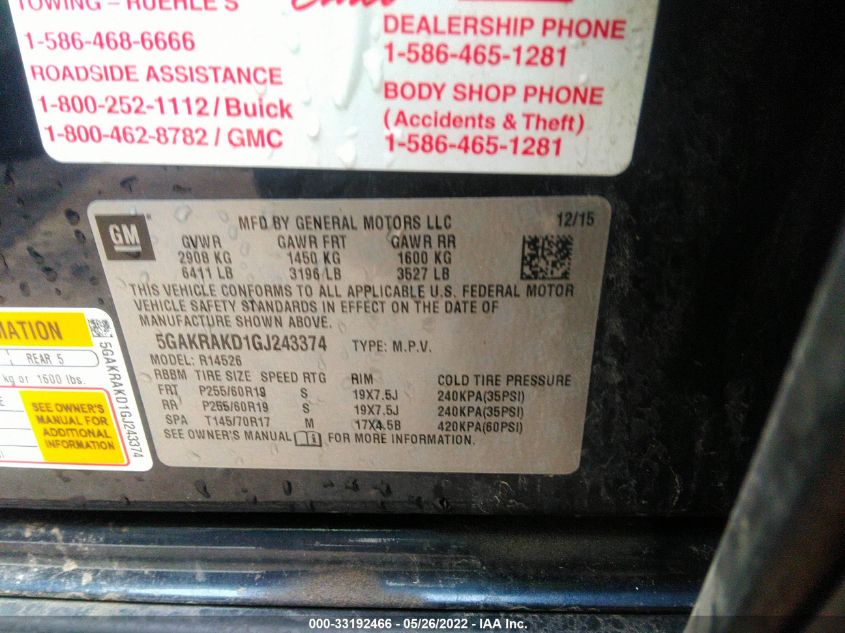 TOWING - RUEHLE'S
1-586-468-6666
ROADSIDE ASSISTANCE
1-800-252-1112 / Buick
1-800-462-8782 / GMC
DEALERSHIP PHONE
1-586-465-1281
BODY SHOP PHONE
(Accidents & Theft)
1-586-465-1281
GM
MFD BY GENERAL MOTORS LLC 12/15
GVWR GAWR FRT GAWR RR
2908 KG 1450 KG 1600 KG
6411 LB 3196 LB 3527 LB
THIS VEHICLE CONFORMS TO ALL APPLICABLE U.S. FEDERAL MOTOR
VEHICLE SAFETY STANDARDS IN EFFECT ON THE DATE OF
MANUFACTURE SHOWN ABOVE.
5GAKRAKD1GJ243374 TYPE: M.P.V.
MODEL: R14526
RBBM TIRE SIZE SPEED RTG RIM COLD TIRE PRESSURE
FRT P255/60R19 S 19X7.5J 240KPA(35PSI)
RR P255/60R19 S 19X7.5J 240KPA(35PSI)
SPA T145/70R17 M 17X4.5B 420KPA(60PSI)
SEE OWNER'S MANUAL FOR MORE INFORMATION.
MATION
REAR 5
kg or 1600 lbs.
SEE OWNER'S
MANUAL FOR
ADDITIONAL
INFORMATION
5GAKRAKD1GJ243374
000-33192466 - 05/26/2022 - IAA Inc.